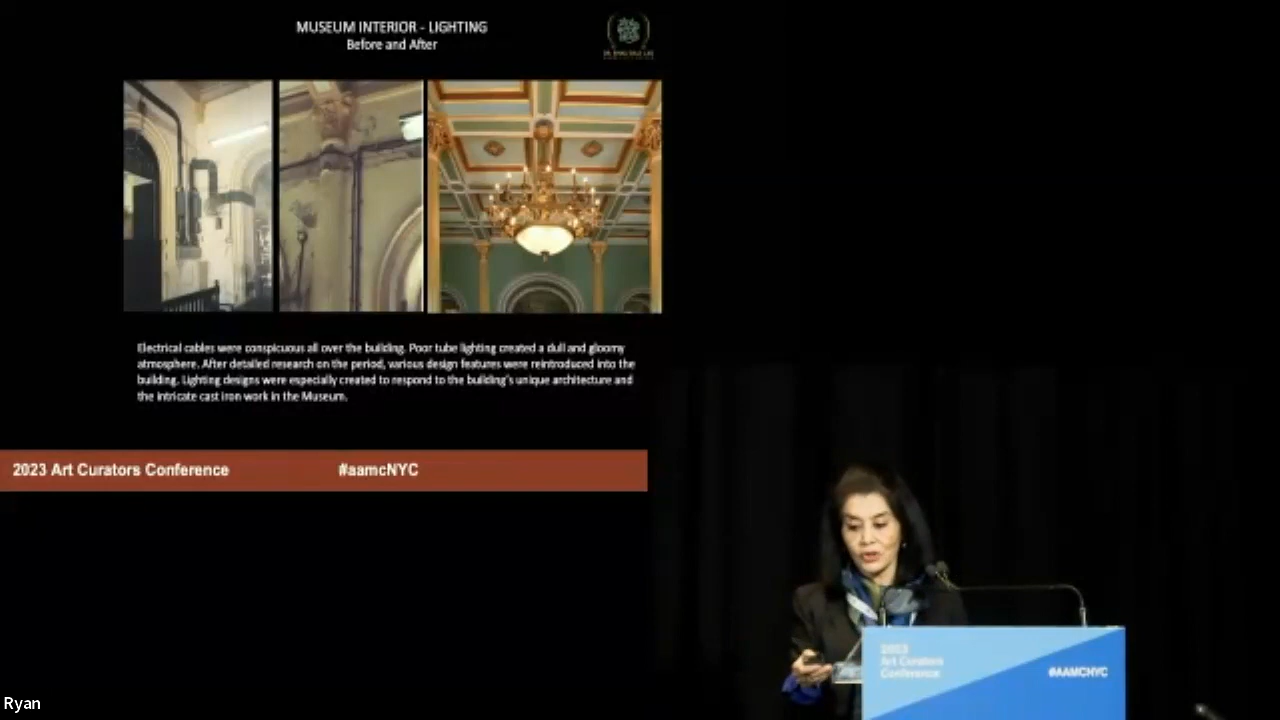 MUSEUM INTERIOR - LIGHTING
Before and After
Electrical cables were conspicuous all over the building. Poor tube lighting created a dull and gloomy
atmosphere. After detailed research on the period, various design features were reintroduced into the
building. Lighting designs were especially created to respond to the building's unique architecture and
the intricate cast iron work in the Museum.
2023 Art Curators Conference #aamcNYC
2023
Art Curators
Conference
#AAMCNYC
Ryan